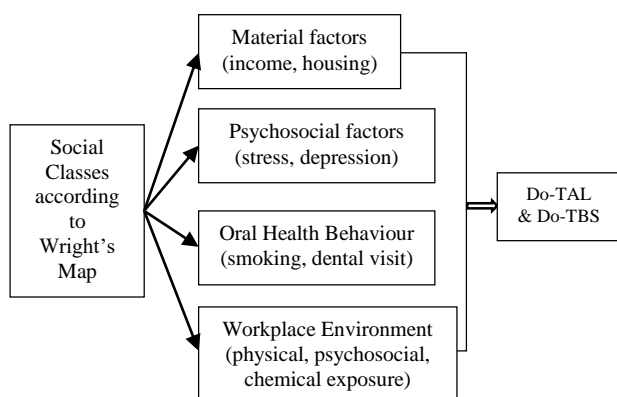 Material factors
(income, housing)
Social
Classes
according
to
Wright's
Map
Psychosocial factors
(stress, depression)
Oral Health Behaviour
(smoking, dental visit)
Workplace Environment
(physical, psychosocial,
chemical exposure)
Do-TAL
& Do-TBS